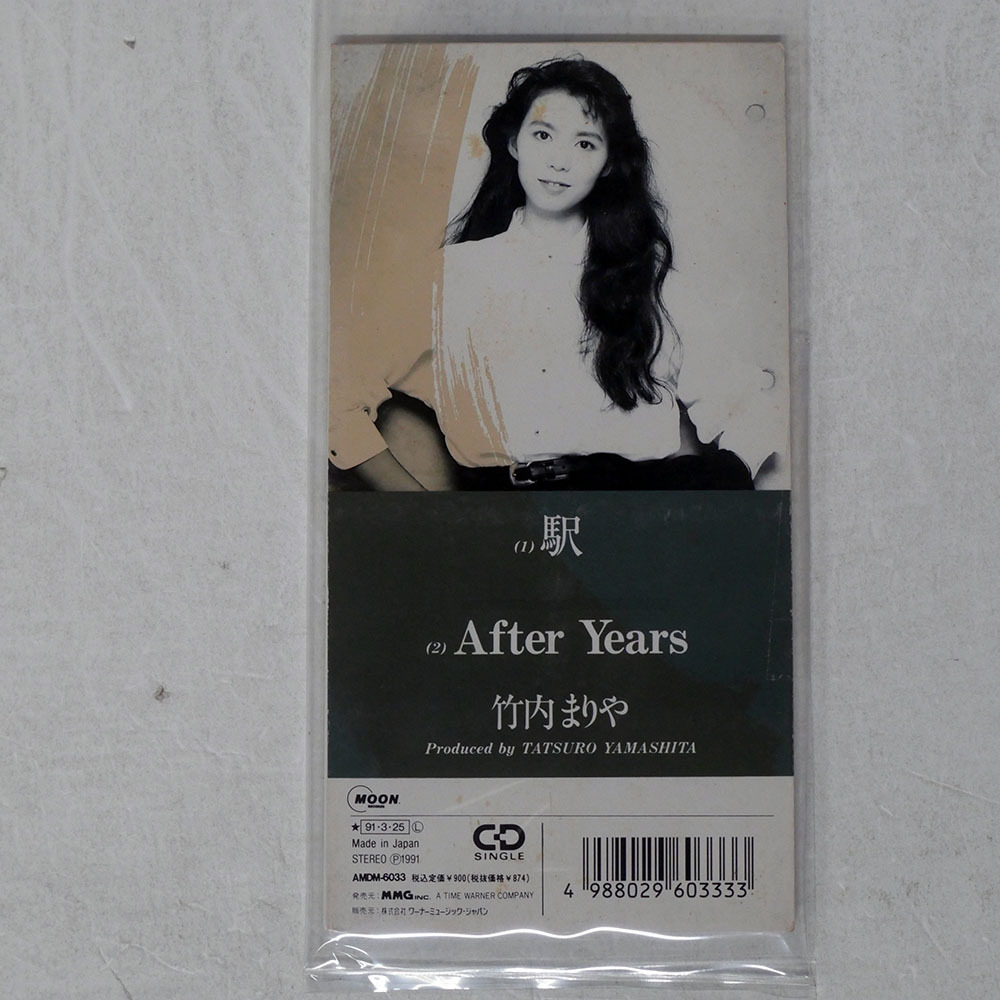 (1) 駅
(2) After Years
竹内まりや
Produced by TATSURO YAMASHITA
MOON
RECORDS
★ 91・3・25 Ⓛ
Made in Japan
STEREO Ⓟ1991
CD
SINGLE
AMDM-6033 税込定価¥900(税抜価格¥874)
発売元:MMG INC. A TIME WARNER COMPANY
販売元:株式会社 ワーナーミュージック・ジャパン
4 988029 603333